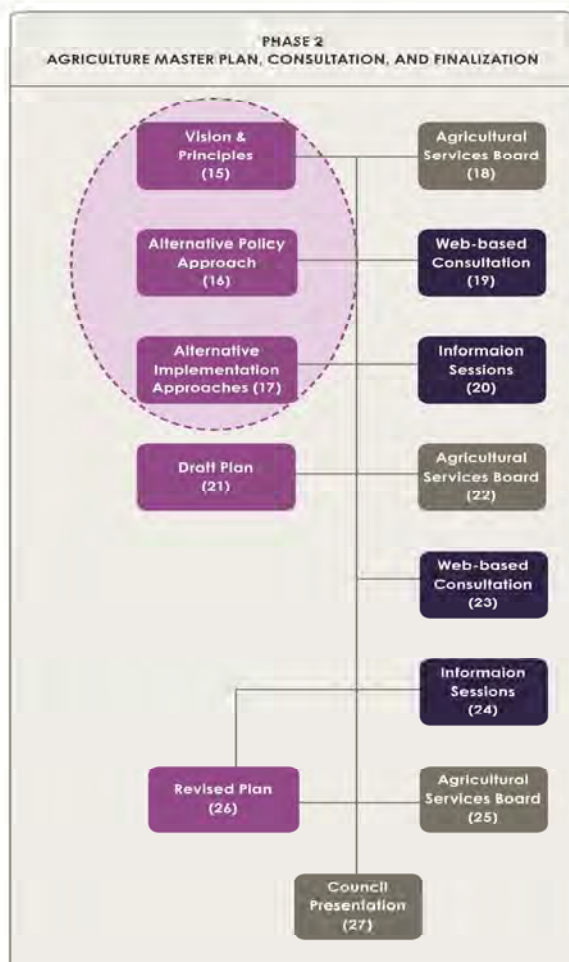 PHASE 2
AGRICULTURE MASTER PLAN, CONSULTATION, AND FINALIZATION
Vision &
Principles
(15)
Agricultural
Services Board
(18)
Alternative Policy
Approach
(16)
Web-based
Consultation
(19)
Alternative
Implementation
Approaches (17)
Informaion
Sessions
(20)
Draft Plan
(21)
Agricultural
Services Board
(22)
Web-based
Consultation
(23)
Informaion
Sessions
(24)
Revised Plan
(26)
Agricultural
Services Board
(25)
Council
Presentation
(27)